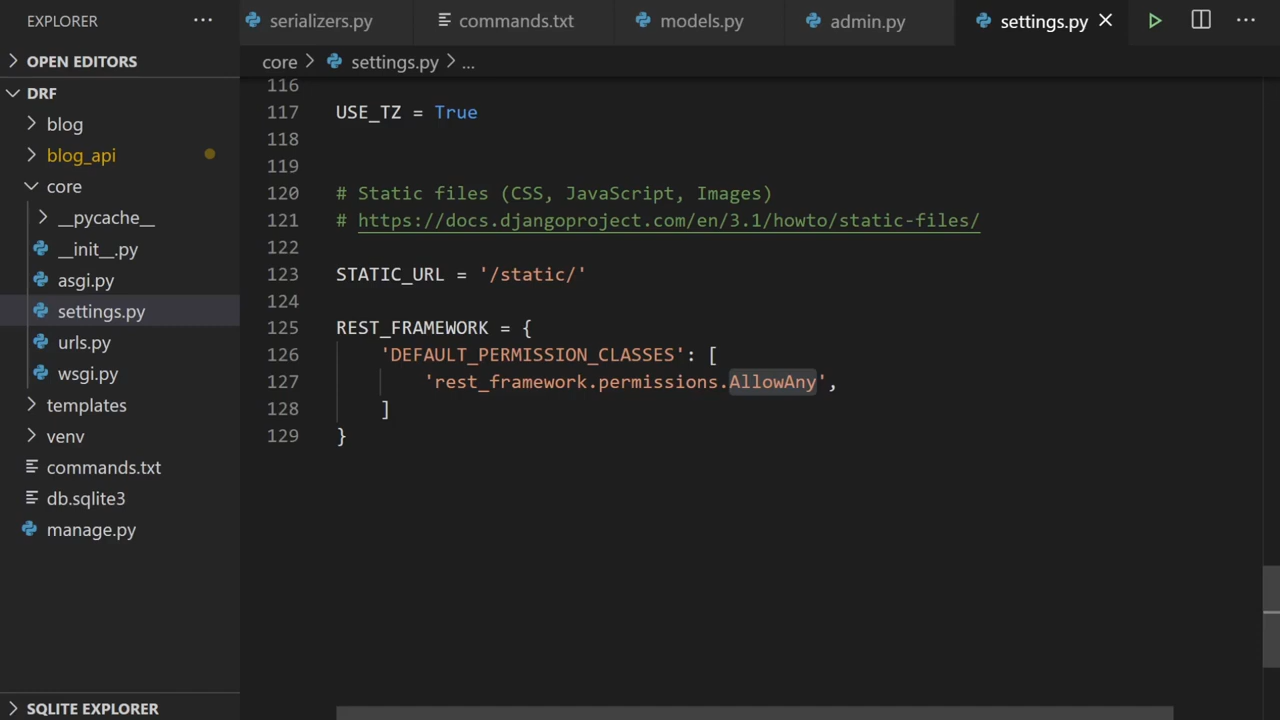 EXPLORER
serializers.py
commands.txt
models.py
admin.py
settings.py
OPEN EDITORS
core > settings.py > ...
DRF
blog
blog_api
core
__pycache__
__init__.py
asgi.py
settings.py
urls.py
wsgi.py
templates
venv
commands.txt
db.sqlite3
manage.py
SQLITE EXPLORER
116
117 USE_TZ = True
118
119
120 # Static files (CSS, JavaScript, Images)
121 # https://docs.djangoproject.com/en/3.1/howto/static-files/
122
123 STATIC_URL = '/static/'
124
125 REST_FRAMEWORK = {
126 'DEFAULT_PERMISSION_CLASSES': [
127 'rest_framework.permissions.AllowAny',
128 ]
129 }